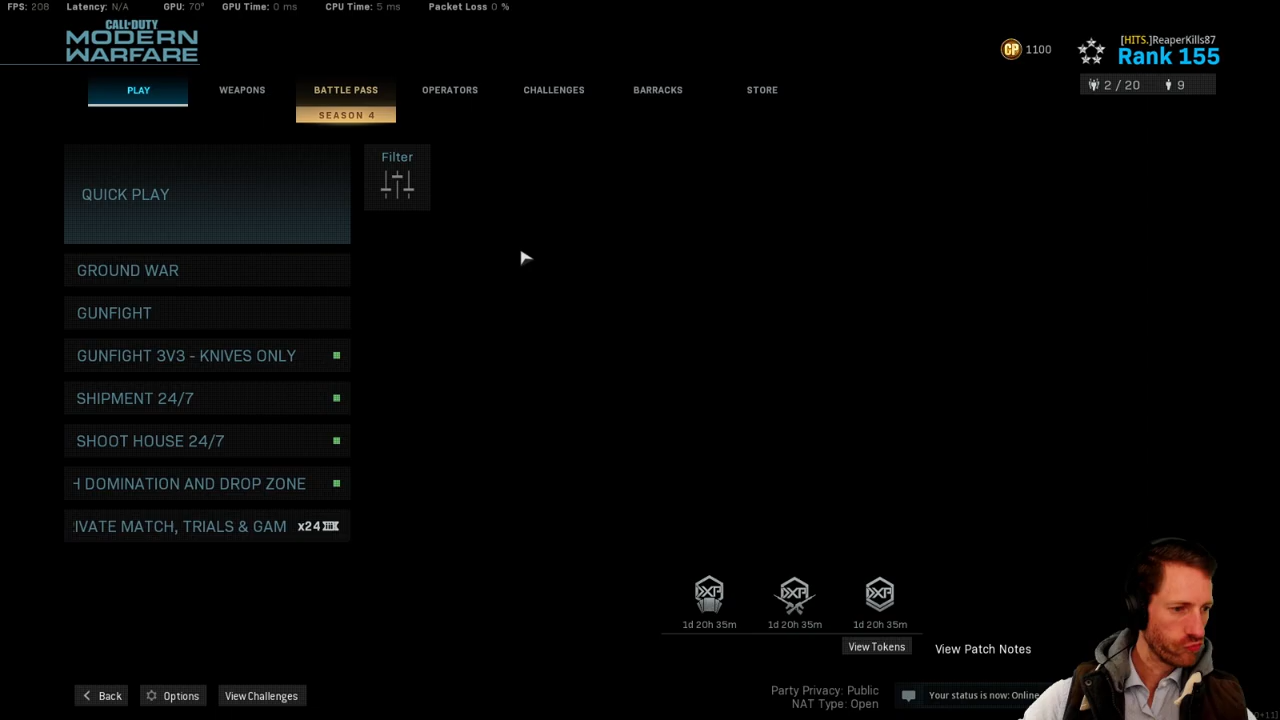 FPS: 208 Latency: N/A GPU: 70° GPU Time: 0 ms CPU Time: 5 ms Packet Loss 0 %
CALL OF DUTY
MODERN
WARFARE
CP 1100
[HITS.]ReaperKills87
Rank 155
2 / 20 9
PLAY WEAPONS BATTLE PASS OPERATORS CHALLENGES BARRACKS STORE
SEASON 4
Filter
QUICK PLAY
GROUND WAR
GUNFIGHT
GUNFIGHT 3V3 - KNIVES ONLY
SHIPMENT 24/7
SHOOT HOUSE 24/7
H DOMINATION AND DROP ZONE
IVATE MATCH, TRIALS & GAM x24
DXP DXP DXP
1d 20h 35m 1d 20h 35m 1d 20h 35m
View Tokens
View Patch Notes
Back Options View Challenges
Party Privacy: Public
NAT Type: Open
Your status is now: Online